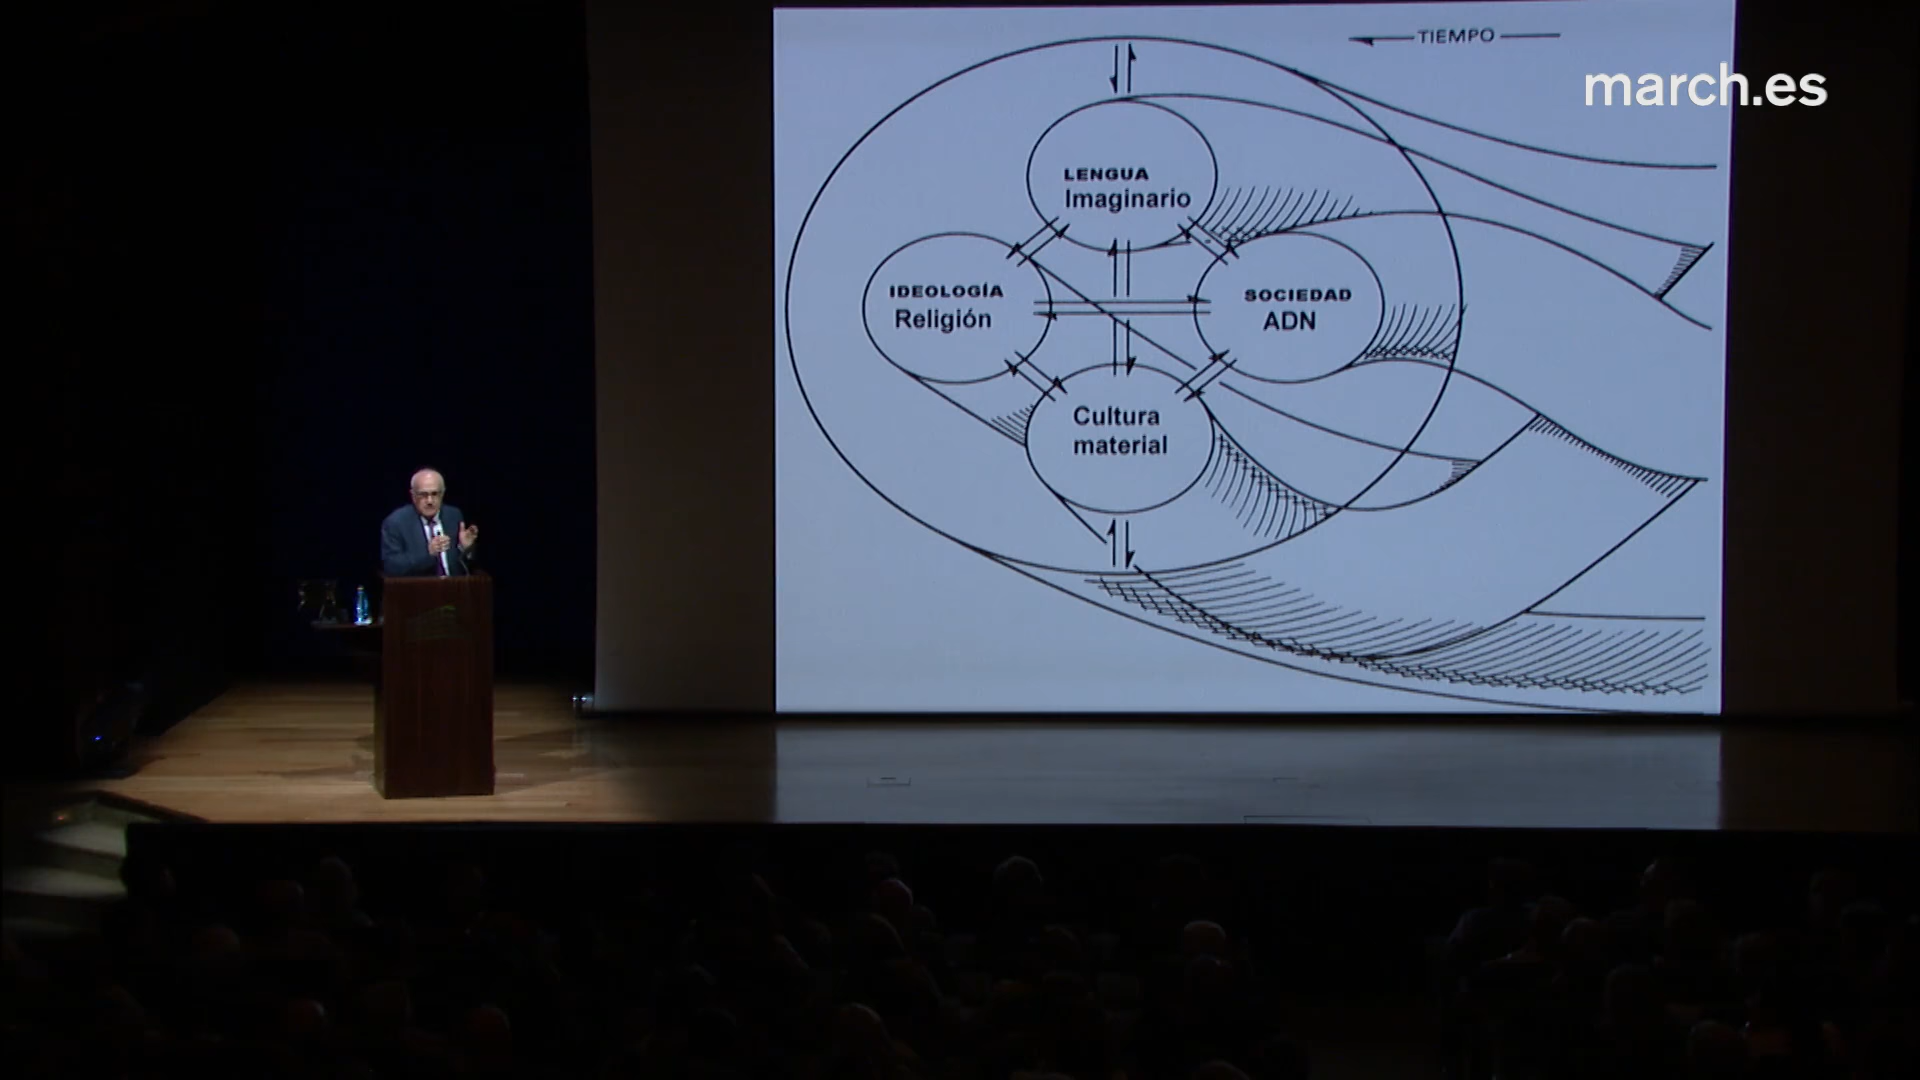 TIEMPO
march.es
LENGUA
Imaginario
IDEOLOGÍA
Religión
SOCIEDAD
ADN
Cultura
material